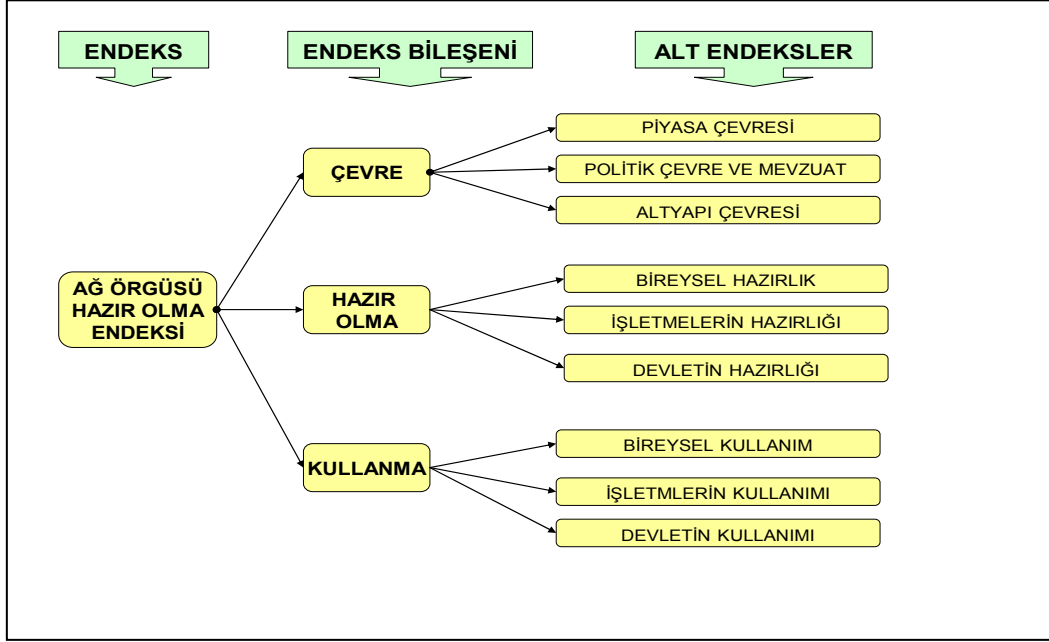 ENDEKS
ENDEKS BİLEŞENİ
ALT ENDEKSLER
AĞ ÖRGÜSÜ
HAZIR OLMA
ENDEKSİ
ÇEVRE
PİYASA ÇEVRESİ
POLİTİK ÇEVRE VE MEVZUAT
ALTYAPI ÇEVRESİ
HAZIR
OLMA
BİREYSEL HAZIRLIK
İŞLETMELERİN HAZIRLIĞI
DEVLETİN HAZIRLIĞI
KULLANMA
BİREYSEL KULLANIM
İŞLETMLERİN KULLANIMI
DEVLETİN KULLANIMI